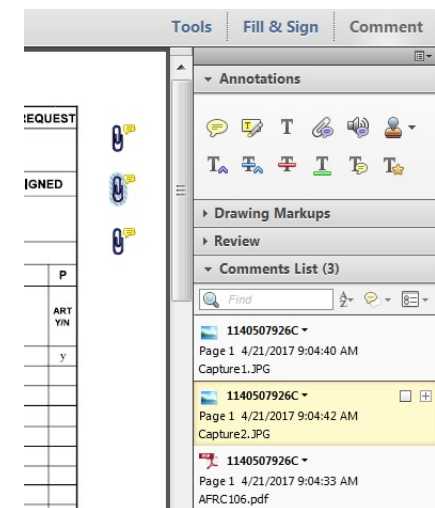 Tools Fill & Sign Comment
Annotations
REQUEST
IGNED
Drawing Markups
Review
P
Comments List (3)
Find
ART
Y/N
1140507926C
Page 1 4/21/2017 9:04:40 AM
y
Capture1.JPG
1140507926C
Page 1 4/21/2017 9:04:42 AM
Capture2.JPG
1140507926C
Page 1 4/21/2017 9:04:33 AM
AFRC106.pdf